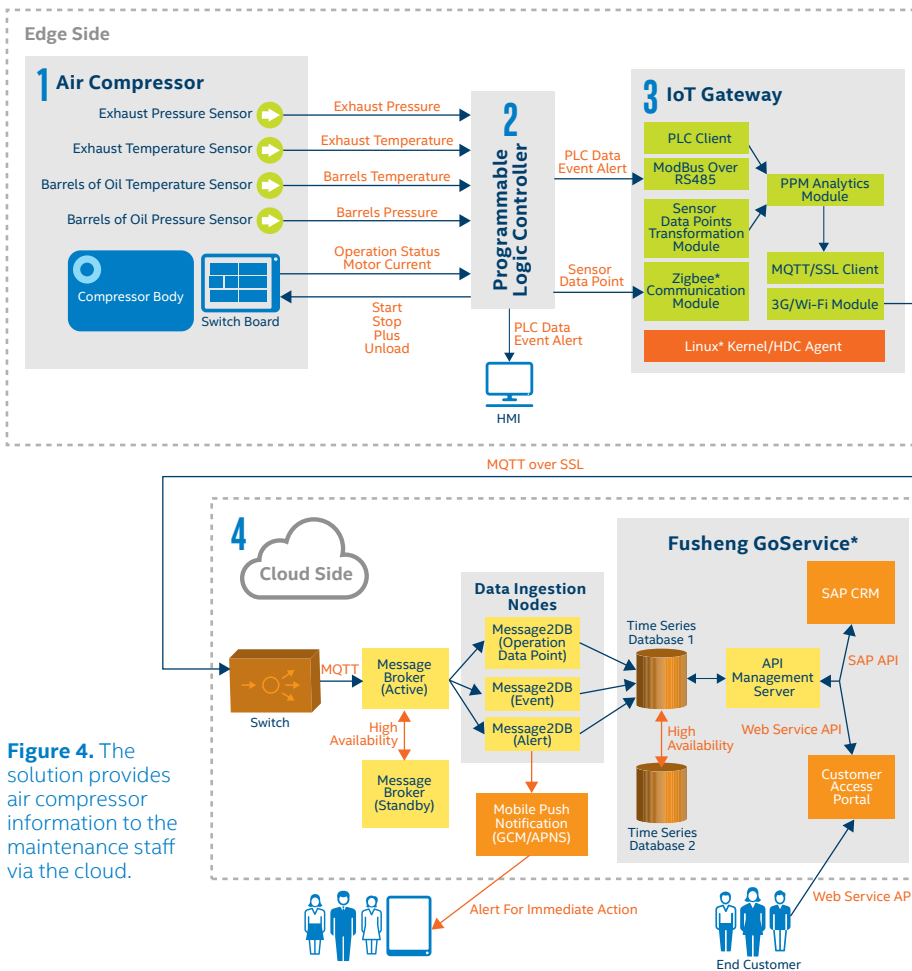 Edge Side
1 Air Compressor
Exhaust Pressure Sensor
Exhaust Temperature Sensor
Barrels of Oil Temperature Sensor
Barrels of Oil Pressure Sensor
Compressor Body
Switch Board
Exhaust Pressure
Exhaust Temperature
Barrels Temperature
Barrels Pressure
Operation Status
Motor Current
Start
Stop
Plus
Unload
2
Programmable
Logic Controller
PLC Data
Event Alert
HMI
PLC Data
Event Alert
Sensor
Data Point
3 IoT Gateway
PLC Client
ModBus Over
RS485
Sensor
Data Points
Transformation
Module
Zigbee*
Communication
Module
PPM Analytics
Module
MQTT/SSL Client
3G/Wi-Fi Module
Linux* Kernel/HDC Agent
MQTT over SSL
4
Cloud Side
Switch
MQTT
Message
Broker
(Active)
High
Availability
Message
Broker
(Standby)
Data Ingestion
Nodes
Message2DB
(Operation
Data Point)
Message2DB
(Event)
Message2DB
(Alert)
Mobile Push
Notification
(GCM/APNS)
Alert For Immediate Action
Fusheng GoService*
Time Series
Database 1
High
Availability
Time Series
Database 2
API
Management
Server
SAP CRM
SAP API
Web Service API
Customer
Access
Portal
Web Service AP
End Customer
Figure 4. The
solution provides
air compressor
information to the
maintenance staff
via the cloud.